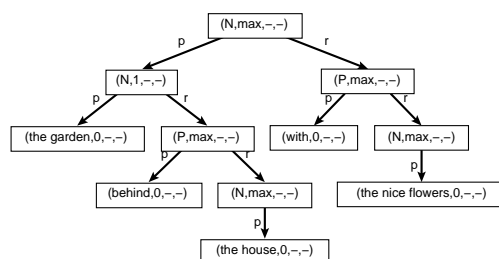 (N,max,−,−)
p r
(N,1,−,−) (P,max,−,−)
p r p r
(the garden,0,−,−) (P,max,−,−) (with,0,−,−) (N,max,−,−)
p r p
(behind,0,−,−) (N,max,−,−) (the nice flowers,0,−,−)
p
(the house,0,−,−)